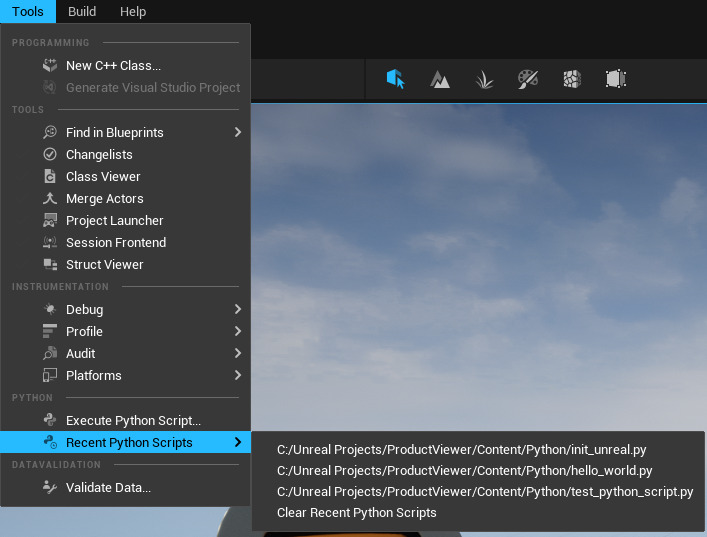 Tools Build Help
PROGRAMMING
New C++ Class...
Generate Visual Studio Project
TOOLS
Find in Blueprints
Changelists
Class Viewer
Merge Actors
Project Launcher
Session Frontend
Struct Viewer
INSTRUMENTATION
Debug
Profile
Audit
Platforms
PYTHON
Execute Python Script...
Recent Python Scripts
C:/Unreal Projects/ProductViewer/Content/Python/init_unreal.py
C:/Unreal Projects/ProductViewer/Content/Python/hello_world.py
C:/Unreal Projects/ProductViewer/Content/Python/test_python_script.py
Clear Recent Python Scripts
DATAVALIDATION
Validate Data...